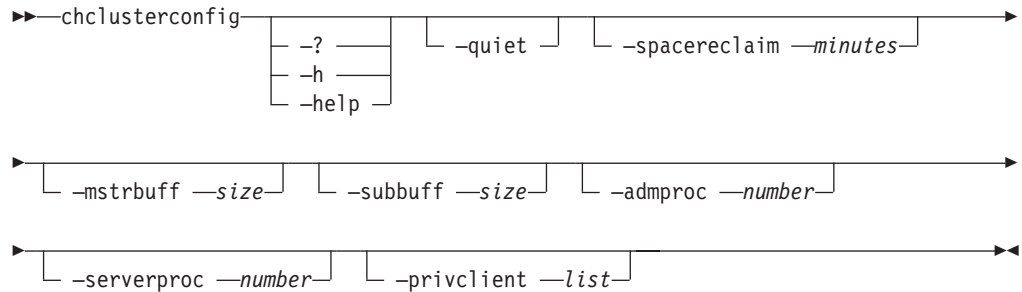 chclusterconfig
–?
–h
–help
–quiet
–spacereclaim minutes
–mstrbuff size
–subbuff size
–admproc number
–serverproc number
–privclient list